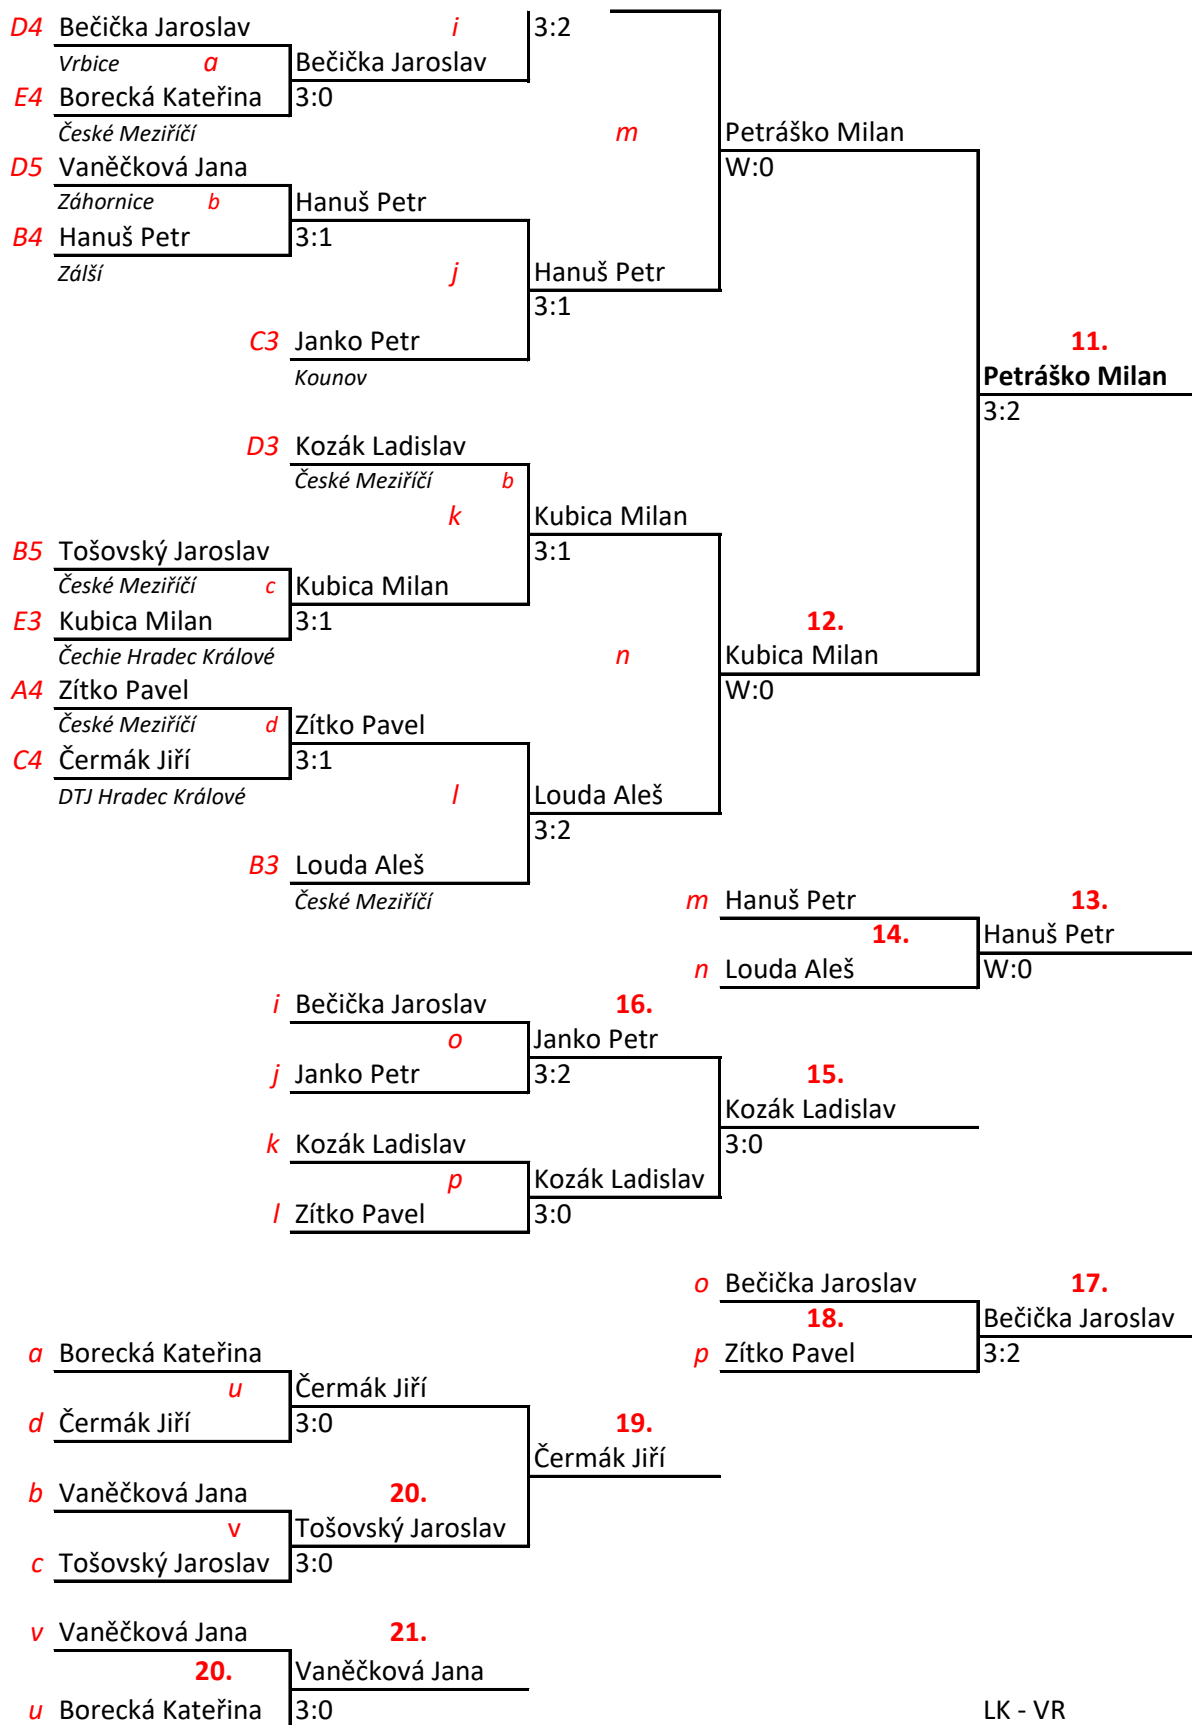 D4 Bečička Jaroslav i 3:2
Vrbice a Bečička Jaroslav
E4 Borecká Kateřina 3:0
České Meziříčí m Petráško Milan
D5 Vaněčková Jana W:0
Záhornice b Hanuš Petr
B4 Hanuš Petr 3:1
Zálší j Hanuš Petr
3:1
C3 Janko Petr 11.
Kounov Petráško Milan
3:2
D3 Kozák Ladislav
České Meziříčí b
k Kubica Milan
B5 Tošovský Jaroslav 3:1
České Meziříčí c Kubica Milan
E3 Kubica Milan 3:1 12.
Čechie Hradec Králové n Kubica Milan
A4 Zítko Pavel W:0
České Meziříčí d Zítko Pavel
C4 Čermák Jiří 3:1
DTJ Hradec Králové l Louda Aleš
3:2
B3 Louda Aleš
České Meziříčí m Hanuš Petr 13.
14. Hanuš Petr
n Louda Aleš W:0
i Bečička Jaroslav 16.
o Janko Petr
j Janko Petr 3:2 15.
Kozák Ladislav
k Kozák Ladislav 3:0
p Kozák Ladislav
l Zítko Pavel 3:0
o Bečička Jaroslav 17.
18. Bečička Jaroslav
a Borecká Kateřina p Zítko Pavel 3:2
u Čermák Jiří
d Čermák Jiří 3:0 19.
Čermák Jiří
b Vaněčková Jana 20.
v Tošovský Jaroslav
c Tošovský Jaroslav 3:0
v Vaněčková Jana 21.
20. Vaněčková Jana
u Borecká Kateřina 3:0 LK - VR